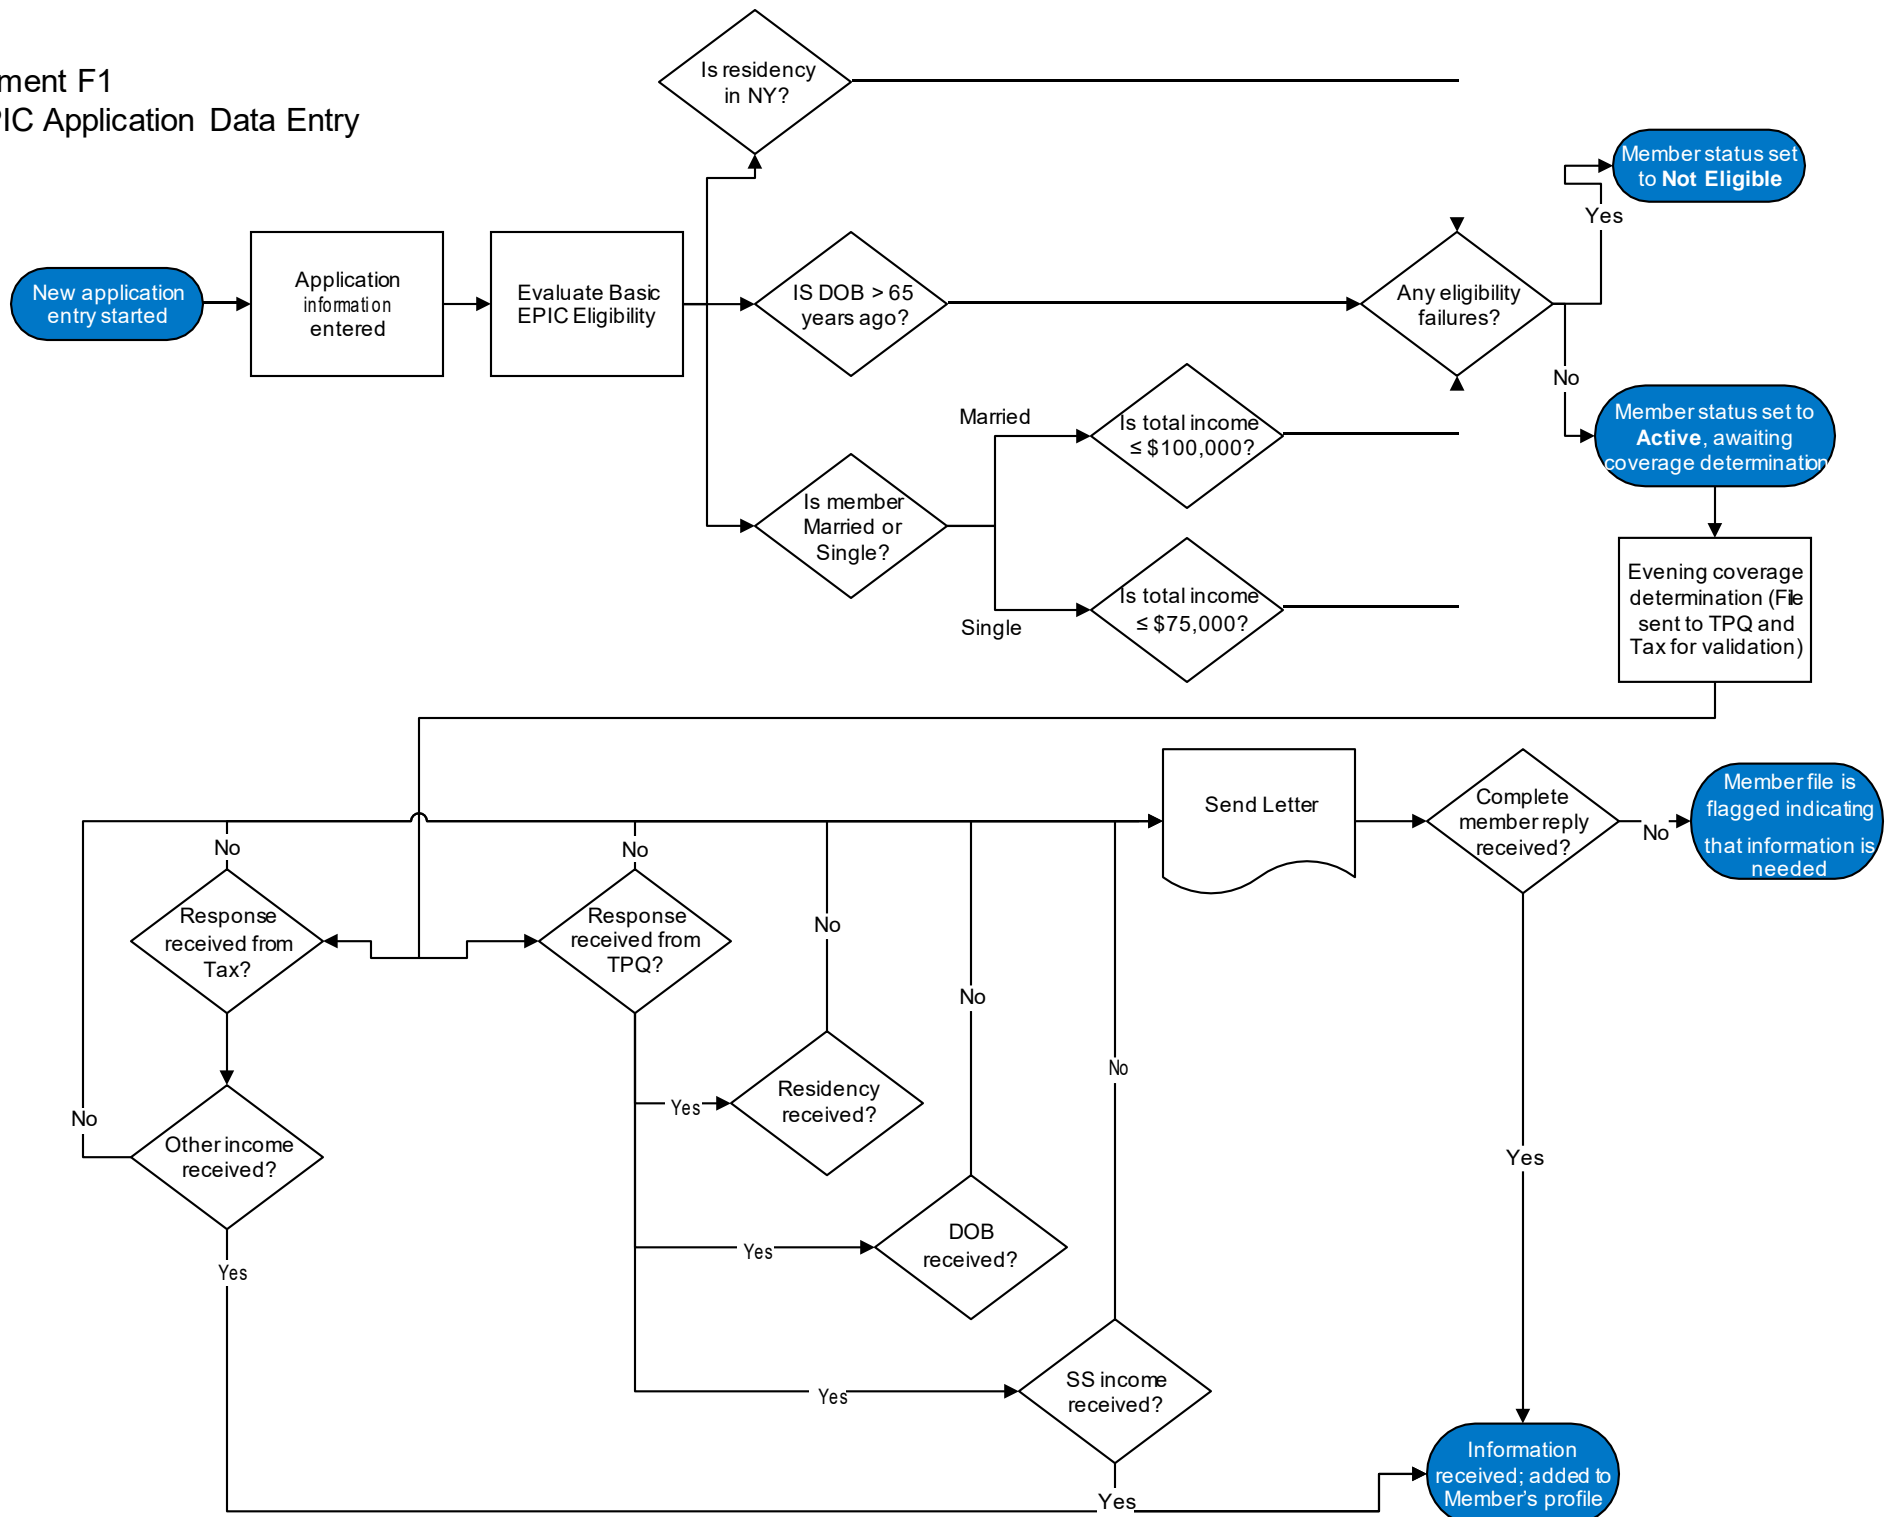 ment F1
PIC Application Data Entry
Is residency
in NY?
Member status set
to Not Eligible
Yes
New application
entry started
Application
information
entered
Evaluate Basic
EPIC Eligibility
IS DOB > 65
years ago?
Any eligibility
failures?
No
Married
Is total income
≤ $100,000?
Member status set to
Active, awaiting
coverage determination
Is member
Married or
Single?
Single
Is total income
≤ $75,000?
Evening coverage
determination (File
sent to TPQ and
Tax for validation)
Send Letter
Complete
member reply
received?
No
Member file is
flagged indicating
that information is
needed
No
No
Response
received from
Tax?
Response
received from
TPQ?
No
No
No
No
Other income
received?
Yes
Residency
received?
Yes
Yes
DOB
received?
Yes
Yes
SS income
received?
Yes
Information
received; added to
Member's profile